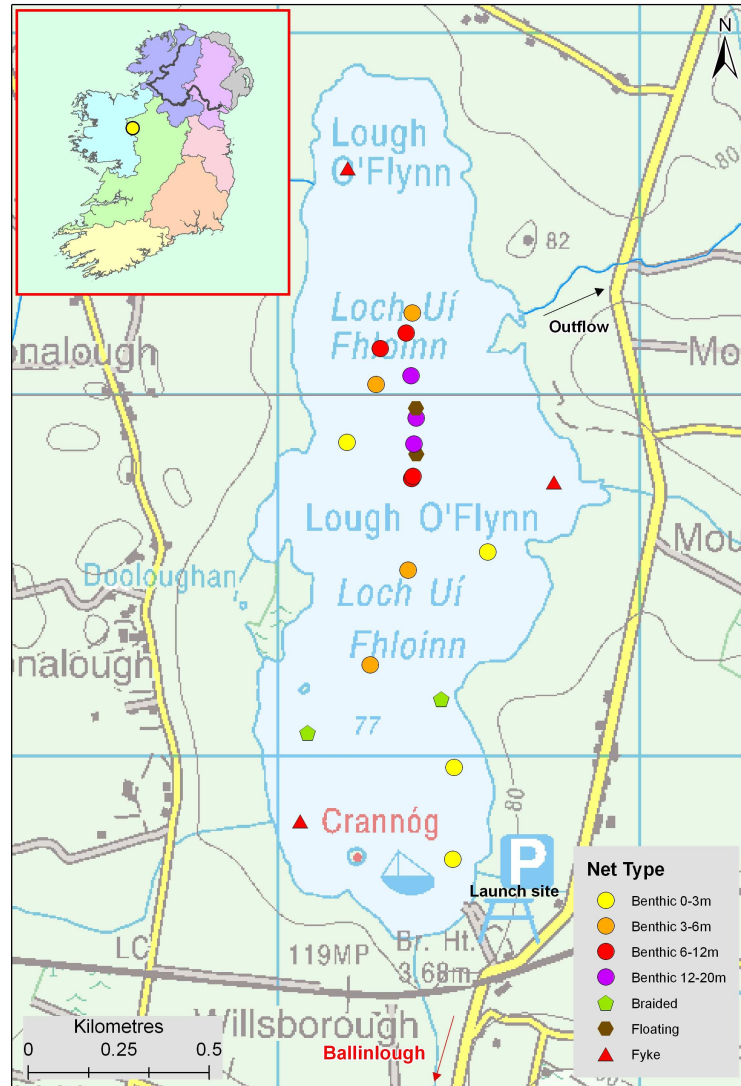 N
80
Lough
O'Flynn
82
Loch Uí
Fhloinn
Outflow
onalough
Mo
Lough O'Flynn
Mou
Dooloughan
Loch Uí
Fhloinn
onalough
77
80
Crannóg
P
Launch site
LC
119MP
Br. Ht.
3.68m
Willsborough
Ballinlough
Kilometres
0 0.25 0.5
Net Type
Benthic 0-3m
Benthic 3-6m
Benthic 6-12m
Benthic 12-20m
Braided
Floating
Fyke